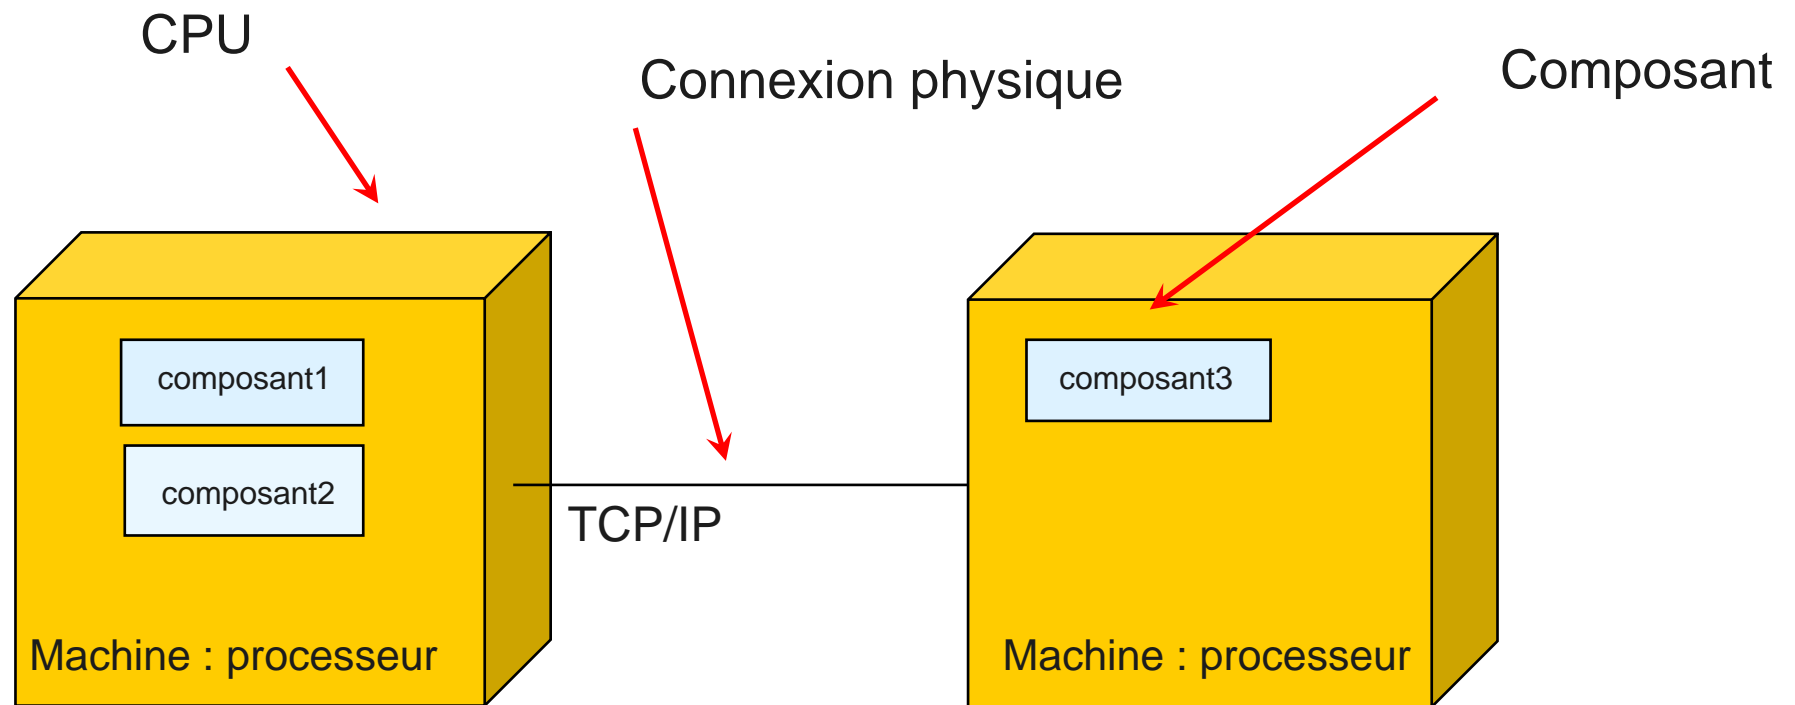 CPU
Connexion physique
Composant
composant1
composant2
composant3
TCP/IP
Machine : processeur
Machine : processeur